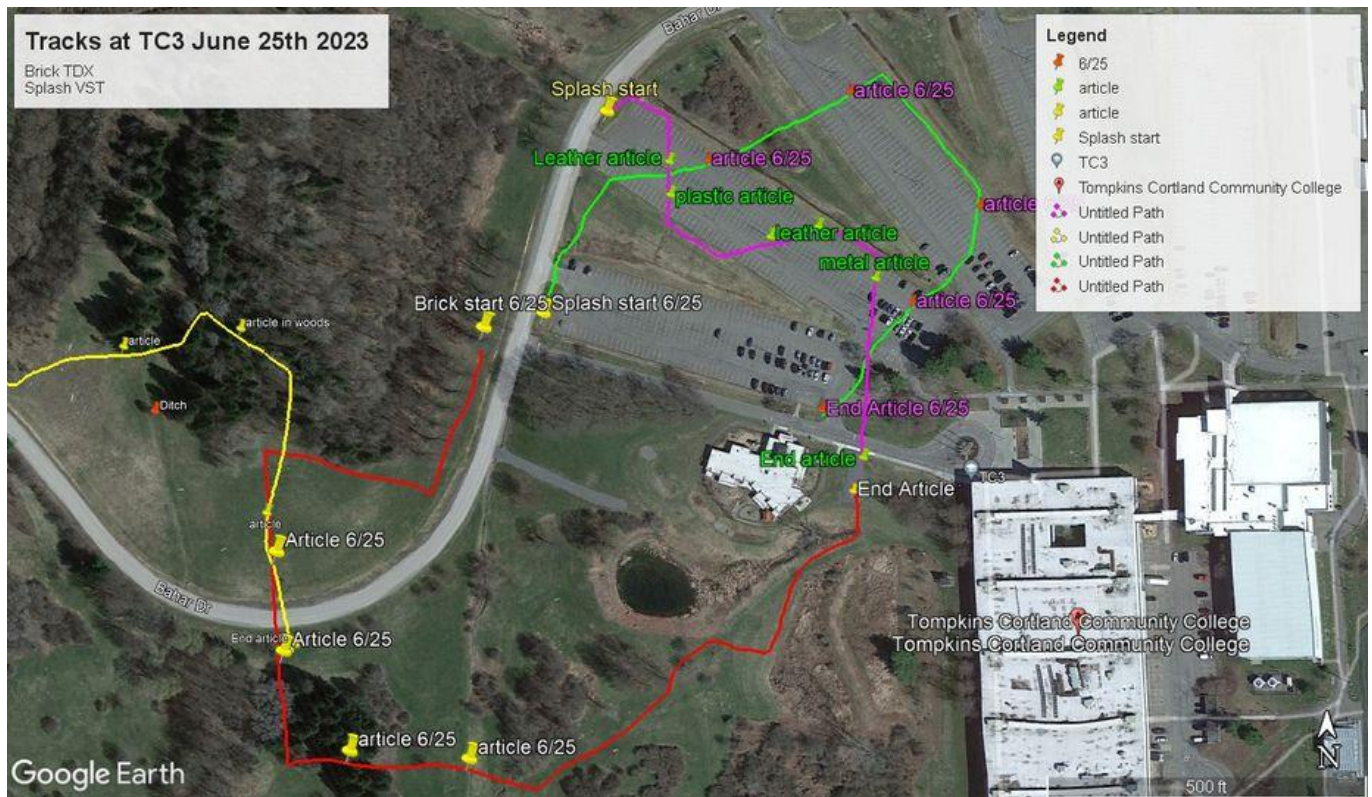 Tracks at TC3 June 25th 2023
Brick TDX
Splash VST
Legend
6/25
article
article
Splash start
TC3
Tompkins Cortland Community College
Untitled Path
Untitled Path
Untitled Path
Untitled Path
Bahar Dr
Splash start
article 6/25
Leather article
article 6/25
plastic article
article
leather article
metal article
Brick start 6/25
Splash start 6/25
article 6/25
article in woods
article
Ditch
End Article 6/25
End article
TC3
End Article
article
Article 6/25
Bahar Dr
End article
Article 6/25
Tompkins Cortland Community College
Tompkins Cortland Community College
article 6/25
article 6/25
Google Earth
N
500 ft